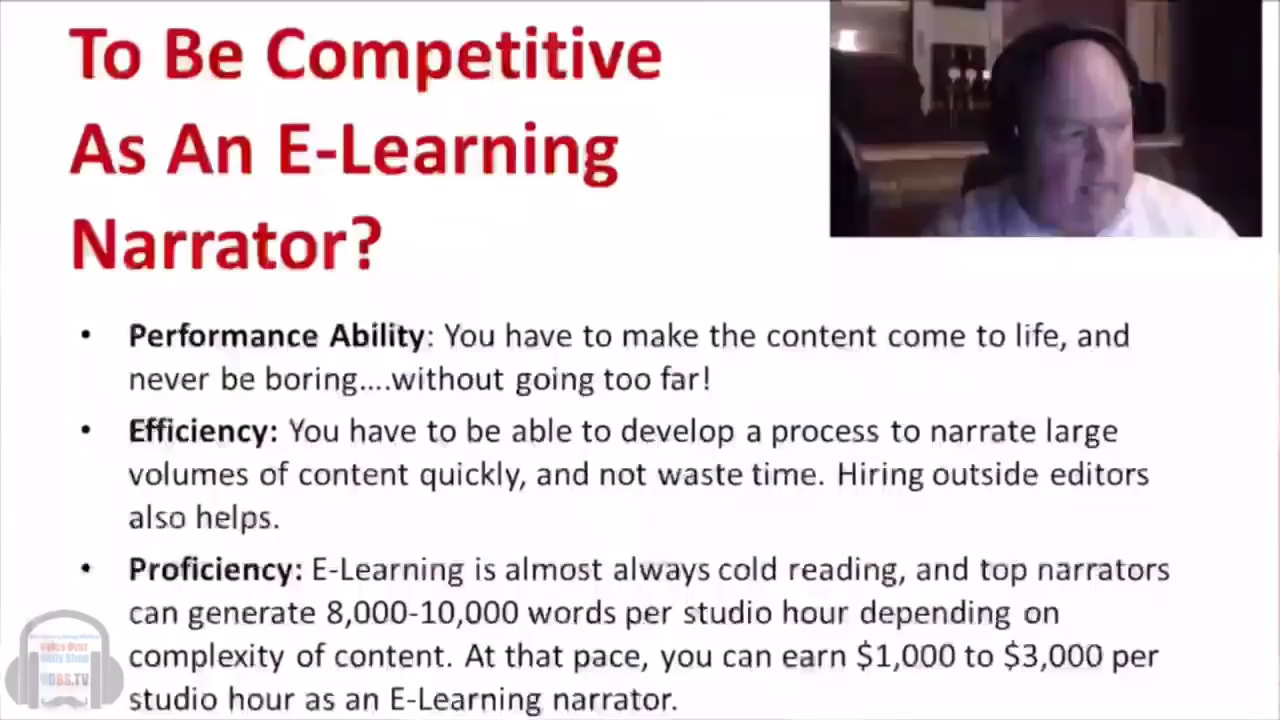 To Be Competitive
As An E-Learning
Narrator?
• Performance Ability: You have to make the content come to life, and
never be boring....without going too far!
• Efficiency: You have to be able to develop a process to narrate large
volumes of content quickly, and not waste time. Hiring outside editors
also helps.
• Proficiency: E-Learning is almost always cold reading, and top narrators
can generate 8,000-10,000 words per studio hour depending on
complexity of content. At that pace, you can earn $1,000 to $3,000 per
studio hour as an E-Learning narrator.
Voice Over
Body Shop
VOBS.TV